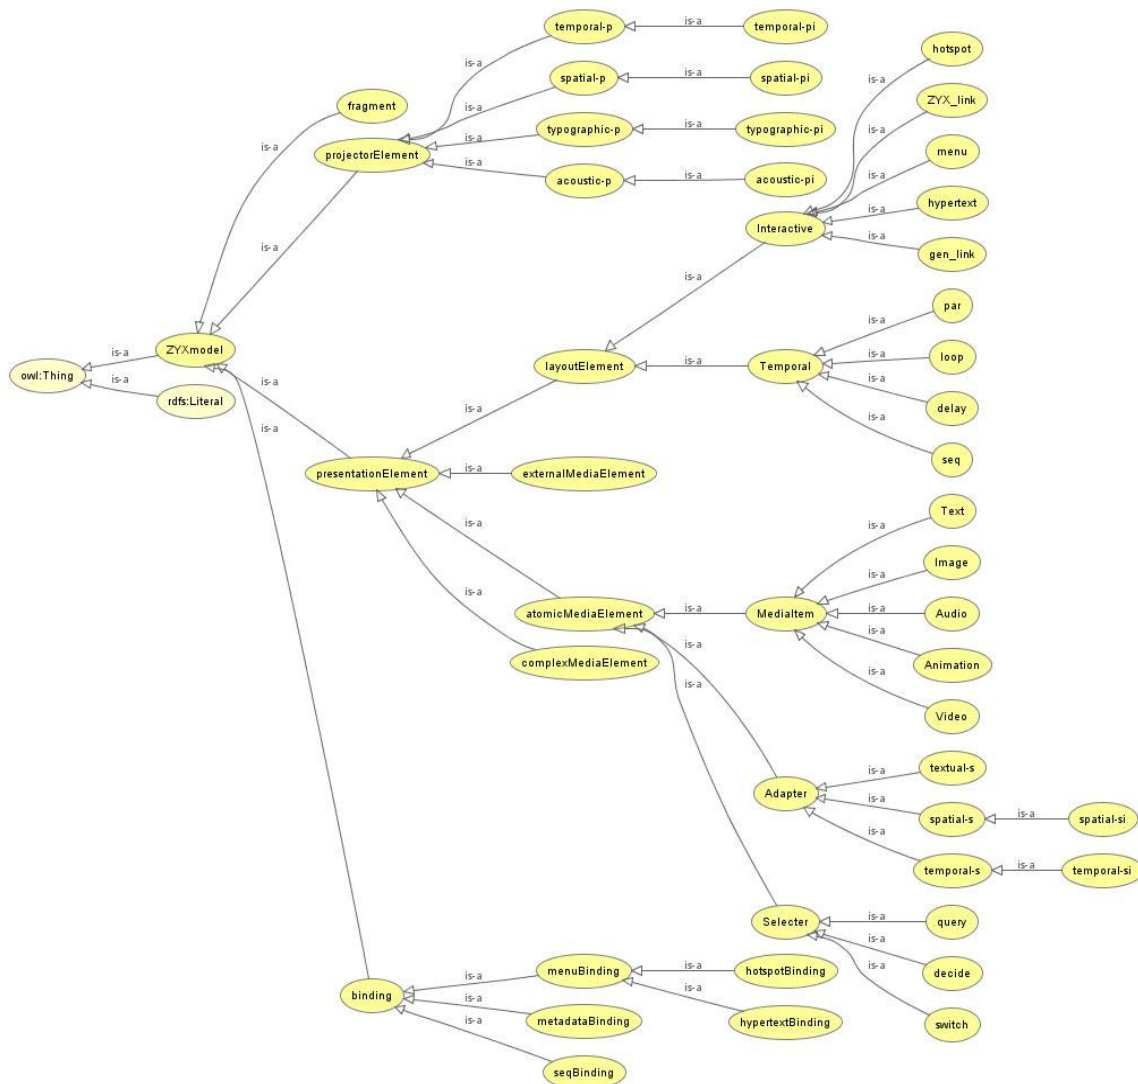 temporal-p
is-a
temporal-pi
hotspot
is-a
spatial-p
is-a
spatial-pi
is-a
fragment
is-a
ZYX_link
is-a
is-a
projectorElement
is-a
typographic-p
is-a
typographic-pi
menu
is-a
is-a
acoustic-p
is-a
acoustic-pi
is-a
hypertext
Interactive
is-a
gen_link
is-a
is-a
par
is-a
owl:Thing
is-a
ZYXmodel
layoutElement
is-a
Temporal
is-a
loop
is-a
rdfs:Literal
is-a
is-a
is-a
delay
is-a
is-a
seq
presentationElement
is-a
externalMediaElement
Text
is-a
is-a
Image
is-a
is-a
atomicMediaElement
is-a
MediaItem
is-a
Audio
is-a
is-a
Animation
complexMediaElement
is-a
is-a
Video
textual-s
is-a
Adapter
is-a
spatial-s
is-a
spatial-si
is-a
temporal-s
is-a
temporal-si
Selecter
is-a
query
is-a
decide
is-a
switch
binding
is-a
menuBinding
is-a
hotspotBinding
is-a
is-a
metadataBinding
hypertextBinding
is-a
seqBinding